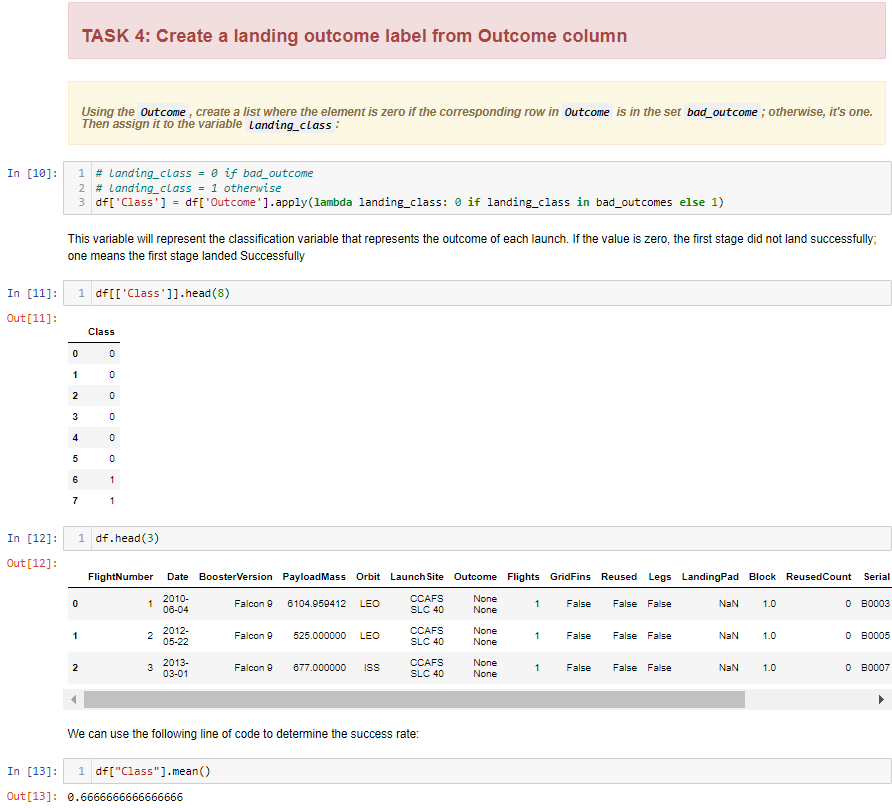 TASK 4: Create a landing outcome label from Outcome column
Using the Outcome , create a list where the element is zero if the corresponding row in Outcome is in the set bad_outcome ; otherwise, it's one.
Then assign it to the variable landing_class :
In [10]: 1 # landing_class = 0 if bad_outcome
2 # landing_class = 1 otherwise
3 df['Class'] = df['Outcome'].apply(lambda landing_class: 0 if landing_class in bad_outcomes else 1)
This variable will represent the classification variable that represents the outcome of each launch. If the value is zero, the first stage did not land successfully;
one means the first stage landed Successfully
In [11]: 1 df[['Class']].head(8)
Out[11]:
Class
0 0
1 0
2 0
3 0
4 0
5 0
6 1
7 1
In [12]: 1 df.head(3)
Out[12]:
FlightNumber Date BoosterVersion PayloadMass Orbit LaunchSite Outcome Flights GridFins Reused Legs LandingPad Block ReusedCount Serial
0 1 2010-06-04 Falcon 9 6104.959412 LEO CCAFS SLC 40 None None 1 False False False NaN 1.0 0 B0003
1 2 2012-05-22 Falcon 9 525.000000 LEO CCAFS SLC 40 None None 1 False False False NaN 1.0 0 B0005
2 3 2013-03-01 Falcon 9 677.000000 ISS CCAFS SLC 40 None None 1 False False False NaN 1.0 0 B0007
We can use the following line of code to determine the success rate:
In [13]: 1 df["Class"].mean()
Out[13]: 0.6666666666666666